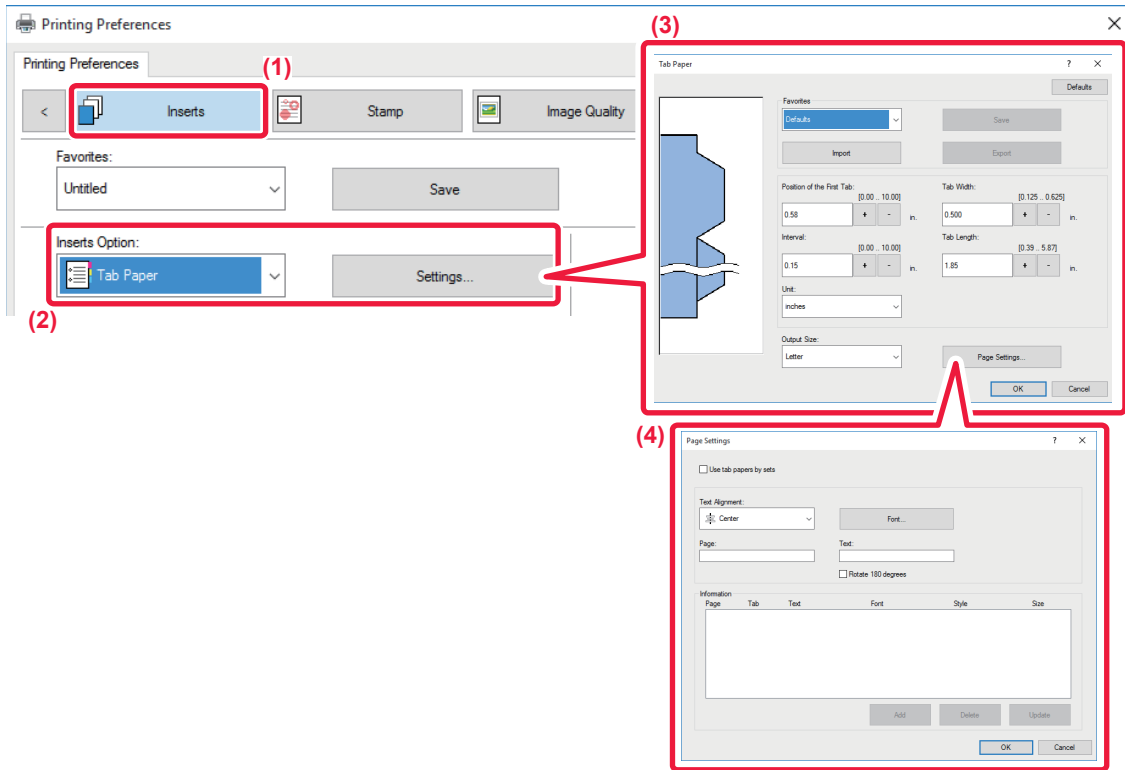 Printing Preferences
Printing Preferences
(1)
<
Inserts
Stamp
Image Quality
Favorites:
Untitled
Save
Inserts Option:
Tab Paper
Settings...
(2)
(3)
Tab Paper
?
Defaults
Favorites
Defaults
Save
Import
Export
Position of the First Tab:
[0.00 .. 10.00]
0.58
+
-
in.
Tab Width:
[0.125 .. 0.625]
0.500
+
-
in.
Interval:
[0.00 .. 10.00]
0.15
+
-
in.
Tab Length:
[0.39 .. 5.87]
1.85
+
-
in.
Unit:
inches
Output Size:
Letter
Page Settings...
OK
Cancel
(4)
Page Settings
?
Use tab papers by sets
Text Alignment:
Center
Font...
Page:
Text:
Rotate 180 degrees
Information
Page Tab Text Font Style Size
Add
Delete
Update
OK
Cancel